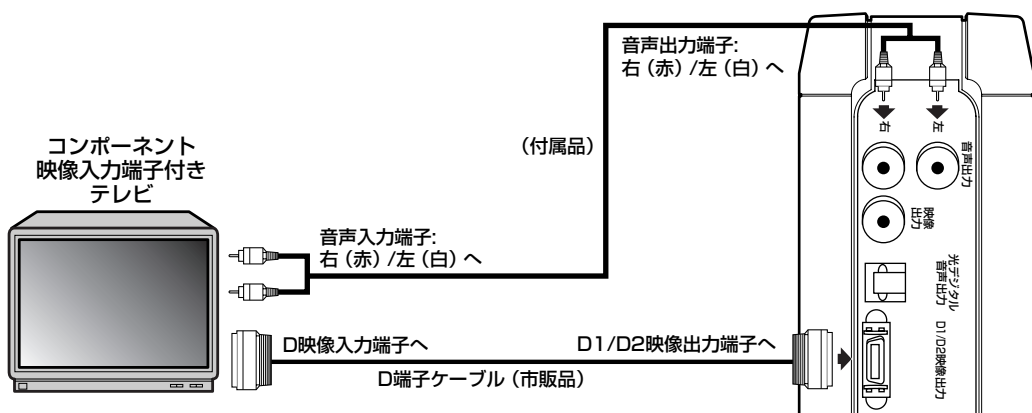 音声出力端子:
右（赤）/左（白）へ
コンポーネント
映像入力端子付き
テレビ
（付属品）
音声入力端子:
右（赤）/左（白）へ
D映像入力端子へ
D1/D2映像出力端子へ
D端子ケーブル（市販品）
右
左
音声出力
映像
出力
光デジタル
音声出力
D1/D2映像出力